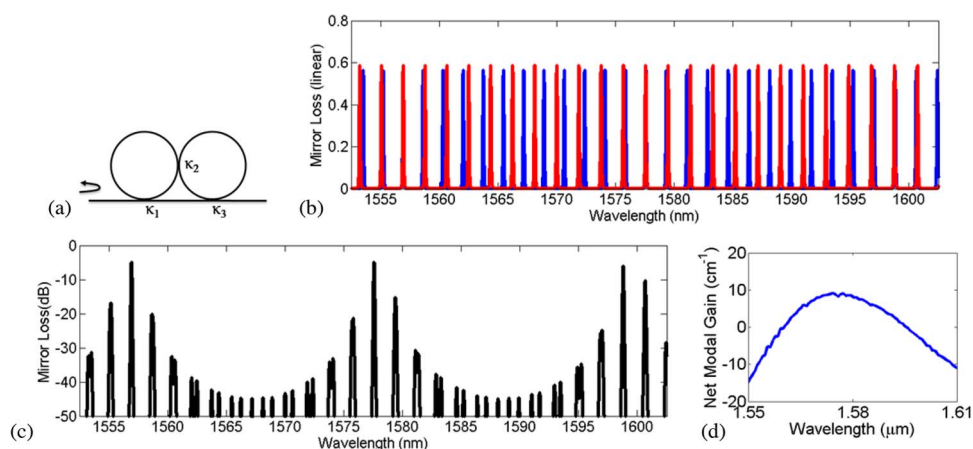 (a)
κ₁
κ₂
κ₃
(b)
Mirror Loss (linear)
0.8
0.6
0.4
0.2
0
1555 1560 1565 1570 1575 1580 1585 1590 1595 1600
Wavelength (nm)
(c)
Mirror Loss(dB)
0
-10
-20
-30
-40
-50
1555 1560 1565 1570 1575 1580 1585 1590 1595 1600
Wavelength (nm)
(d)
Net Modal Gain (cm⁻¹)
20
10
0
-10
-20
1.55 1.58 1.61
Wavelength (μm)